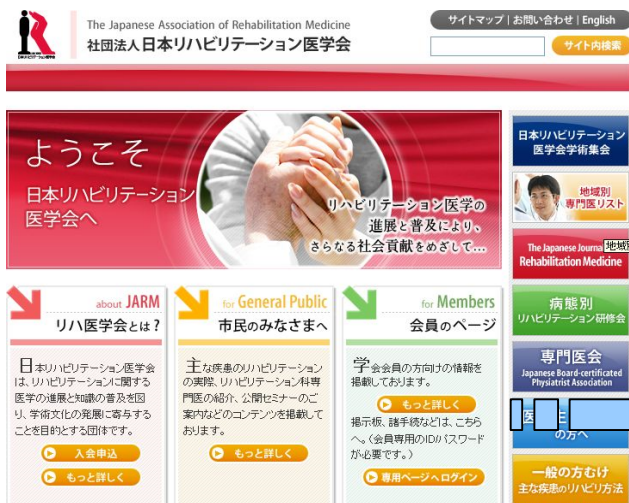 The Japanese Association of Rehabilitation Medicine
社団法人日本リハビリテーション医学会
サイトマップ | お問い合わせ | English
サイト内検索
ようこそ
日本リハビリテーション
医学会へ
リハビリテーション医学の
進展と普及により、
さらなる社会貢献をめざして...
日本リハビリテーション
医学会学術集会
地域別
専門医リスト
The Japanese Journa
地域
Rehabilitation Medicine
病態別
リハビリテーション研修会
専門医会
Japanese Board-certificated
Physiatrist Association
医
の方へ
一般の方むけ
主な疾患のリハビリ方法
about JARM
リハ医学会とは?
日本リハビリテーション医学会
は、リハビリテーションに関する
医学の進展と知識の普及を図
り、学術文化の発展に寄与する
ことを目的とする団体です。
入会申込
もっと詳しく
for General Public
市民のみなさまへ
主な疾患のリハビリテーション
の実際、リハビリテーション科専
門医の紹介、公開セミナーのご
案内などのコンテンツを掲載して
おります。
もっと詳しく
for Members
会員のページ
学会会員の方向けの情報を
掲載しております。
もっと詳しく
掲示板、諸手続などは、こちら
へ。(会員専用のID/パスワード
が必要です。)
専用ページへログイン